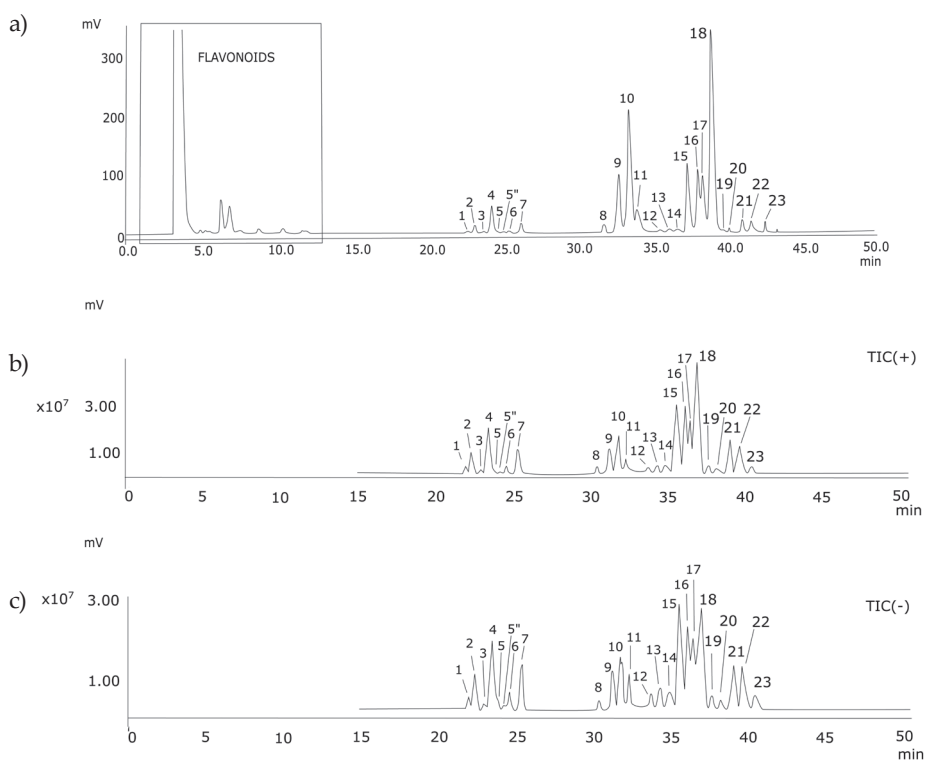 a)
mV
300
200
100
0
FLAVONOIDS
1 2 3 4 5 5" 6 7 8 9 10 11 12 13 14 15 16 17 18 19 20 21 22 23
0.0 5.0 10.0 15.0 20.0 25.0 30.0 35.0 40.0 45.0 50.0
min
mV
b)
TIC(+)
x10⁷ 3.00
1.00
1 2 3 4 5 5" 6 7 8 9 10 11 12 13 14 15 16 17 18 19 20 21 22 23
0 5 10 15 20 25 30 35 40 45 50
min
mV
c)
x10⁷ 3.00
TIC(-)
1.00
1 2 3 4 5 5" 6 7 8 9 10 11 12 13 14 15 16 17 18 19 20 21 22 23
0 5 10 15 20 25 30 35 40 45 50
min